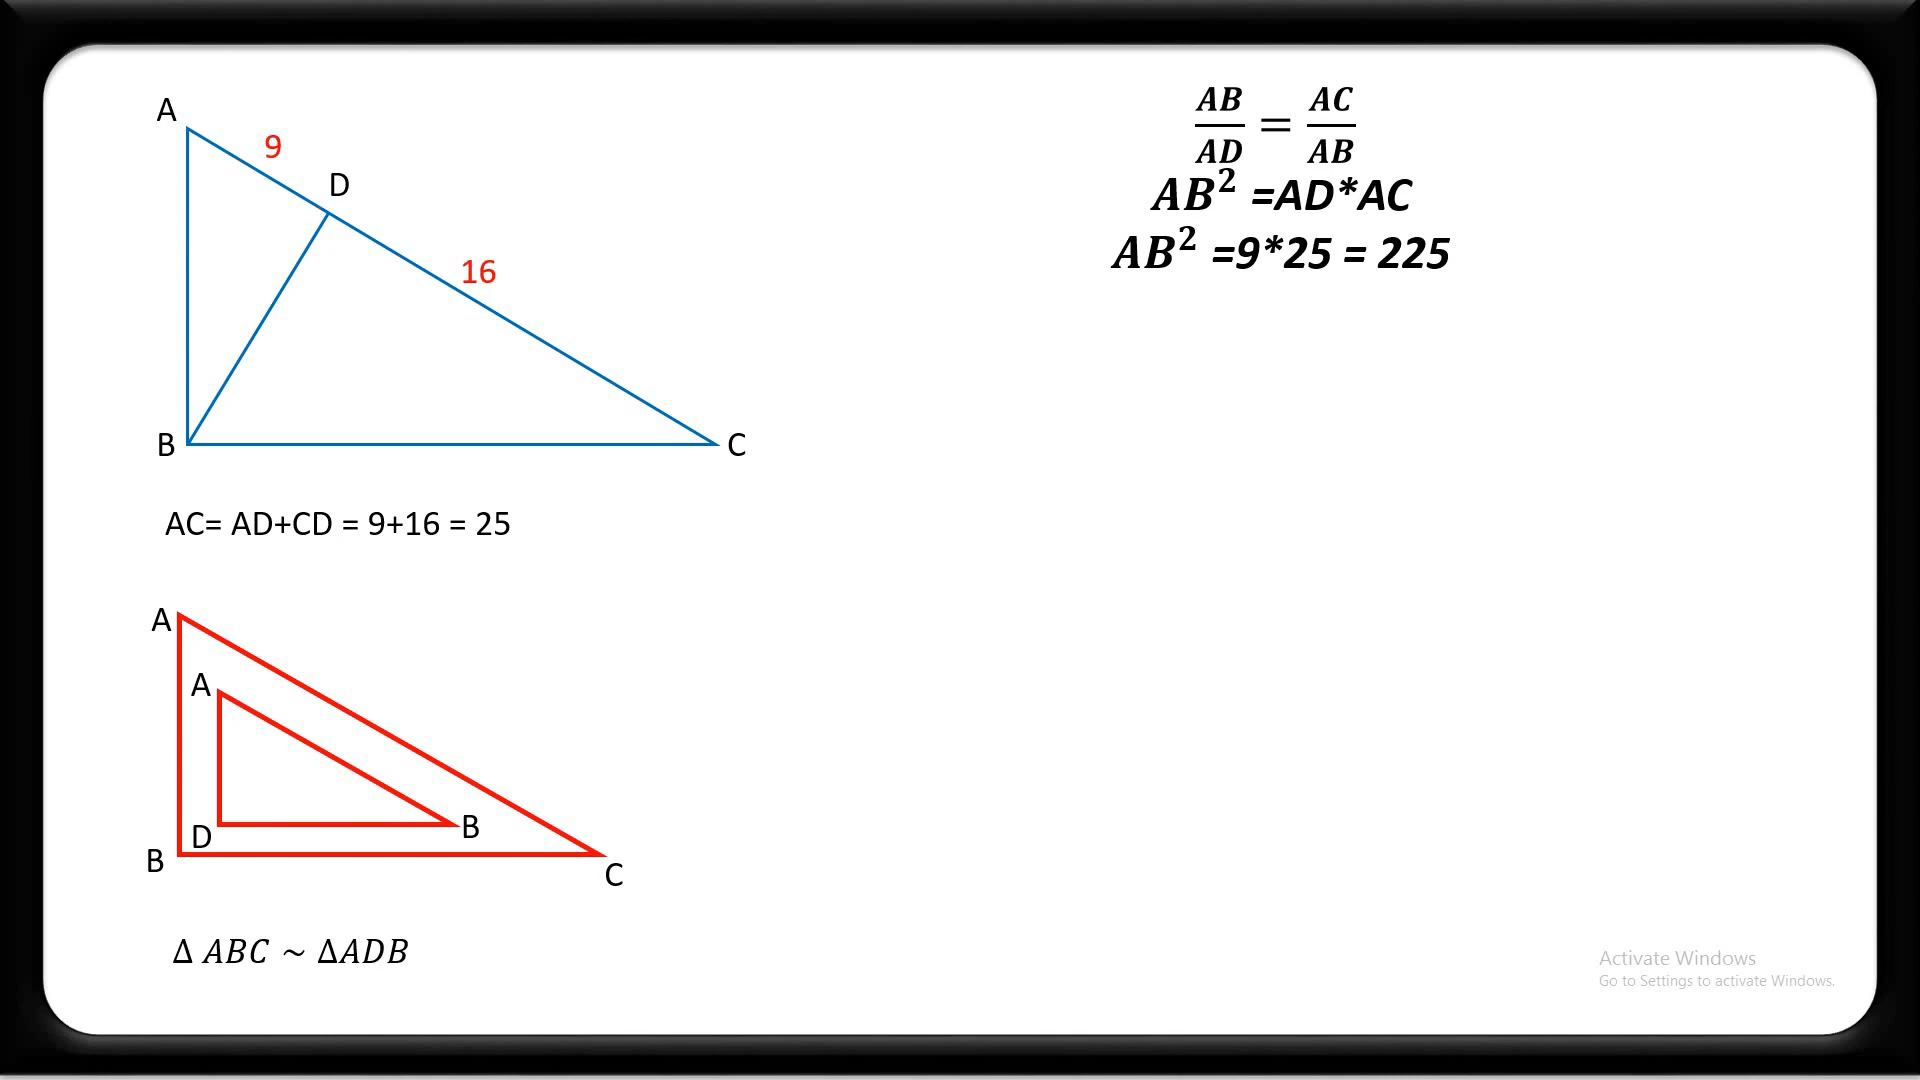 A
9
D
16
B
C
AC= AD+CD = 9+16 = 25
A
A
D
B
B
C
Δ ABC ~ ΔADB
AB/AD = AC/AB
AB² =AD*AC
AB² =9*25 = 225
Activate Windows
Go to Settings to activate Windows.